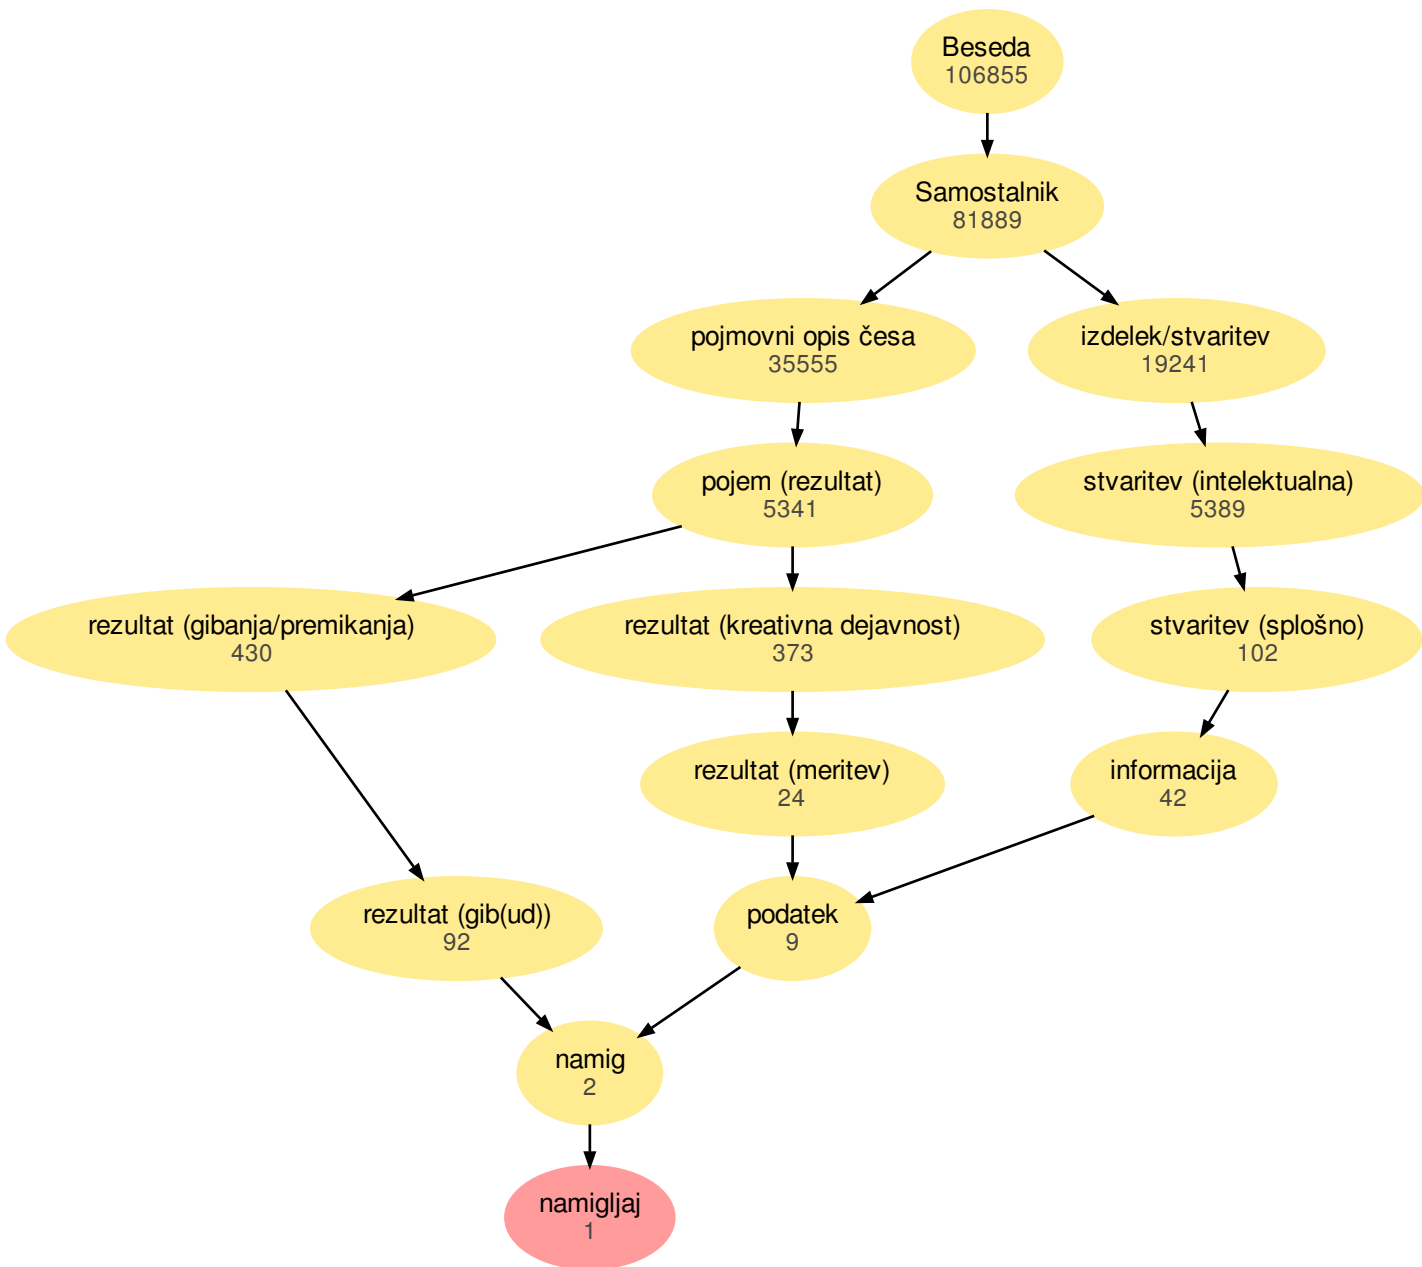 Beseda
106855
Samostalnik
81889
pojmovni opis česa
35555
izdelek/stvaritev
19241
pojem (rezultat)
5341
stvaritev (intelektualna)
5389
rezultat (gibanja/premikanja)
430
rezultat (kreativna dejavnost)
373
stvaritev (splošno)
102
rezultat (meritev)
24
informacija
42
rezultat (gib(ud))
92
podatek
9
namig
2
namigljaj
1